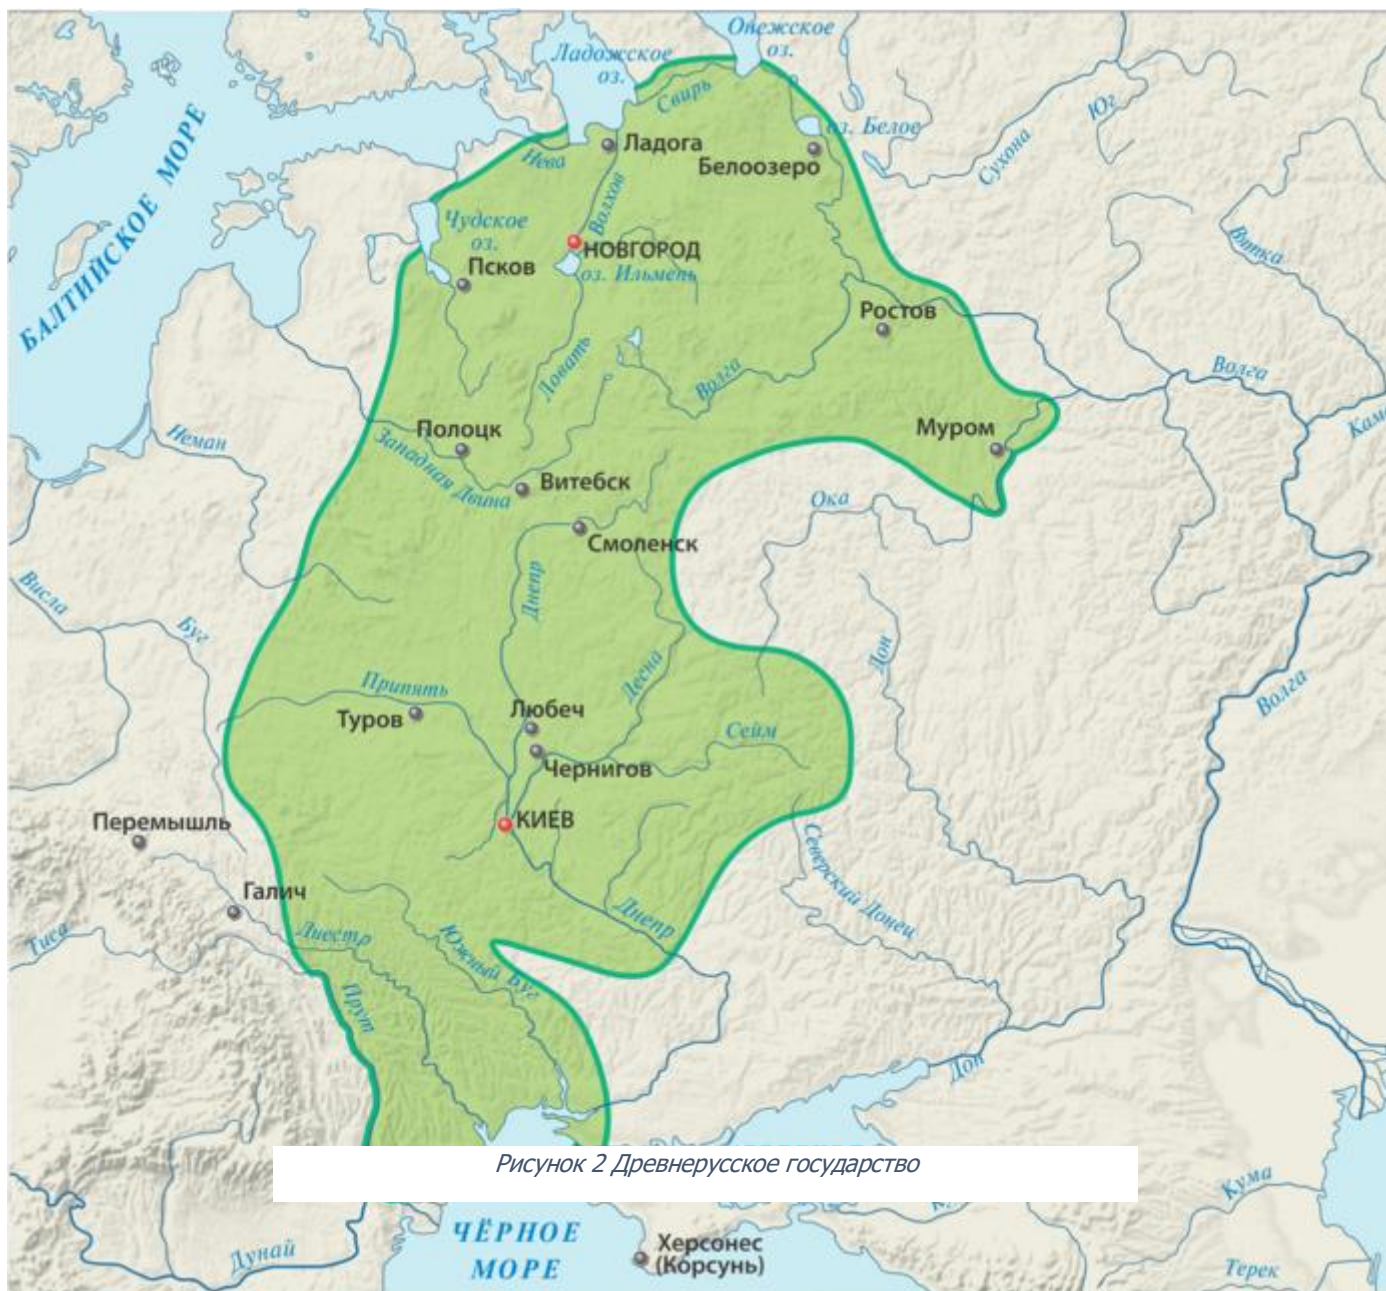 Онежское
оз.
Ладожское
оз.
Свирь
Юг
оз. Белое
Сухона
Нева
Ладога
Белоозеро
БАЛТИЙСКОЕ МОРЕ
Волхов
Чудское
оз.
НОВГОРОД
Вятка
Псков
оз. Ильмень
Ростов
Ловать
Волга
Волга
Кама
Неман
Полоцк
Муром
Западная Двина
Витебск
Ока
Смоленск
Висла
Буг
Днепр
Дон
Десна
Припять
Волга
Туров
Любеч
Сейм
Чернигов
Перемышль
КИЕВ
Северский Донец
Галич
Днепр
Тиса
Днестр
Южный Буг
Прут
Дон
Рисунок 2 Древнерусское государство
Кума
ЧЁРНОЕ
МОРЕ
Херсонес
(Корсунь)
Дунай
Терек